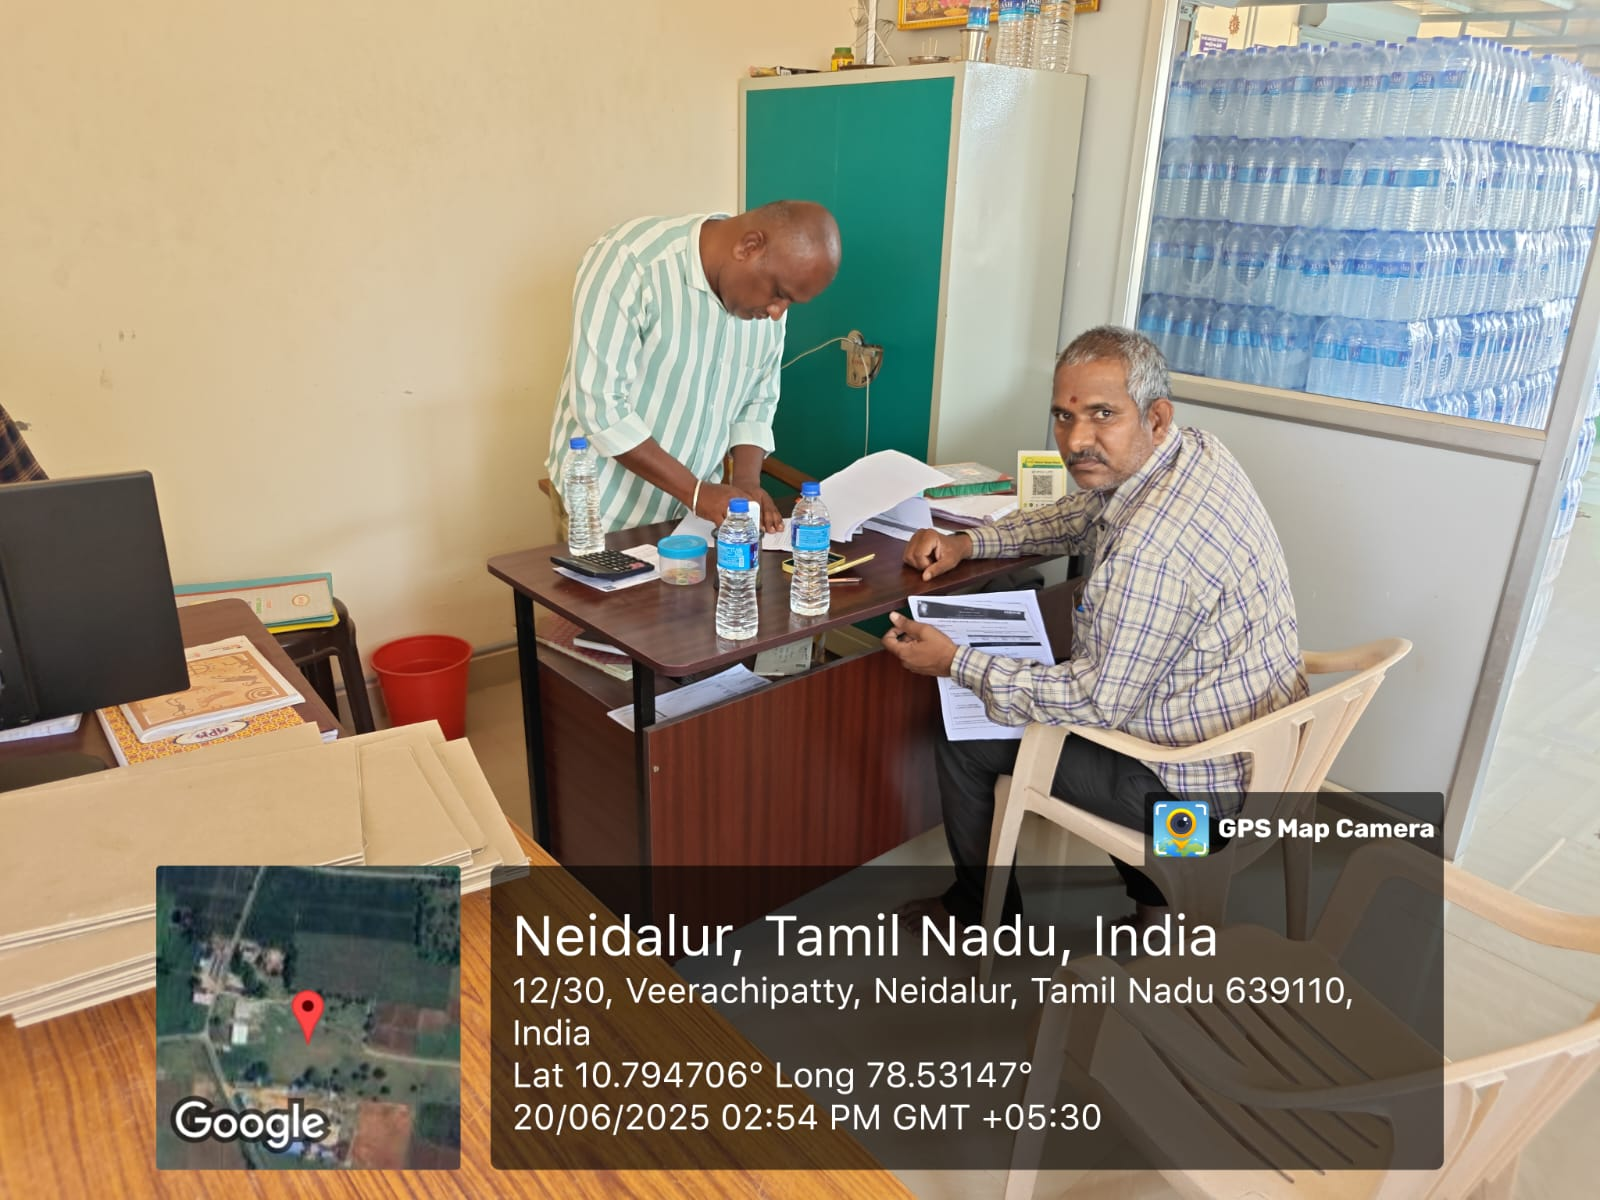 GPS Map Camera
Neidalur, Tamil Nadu, India
12/30, Veerachipatty, Neidalur, Tamil Nadu 639110,
India
Lat 10.794706° Long 78.53147°
20/06/2025 02:54 PM GMT +05:30
Google